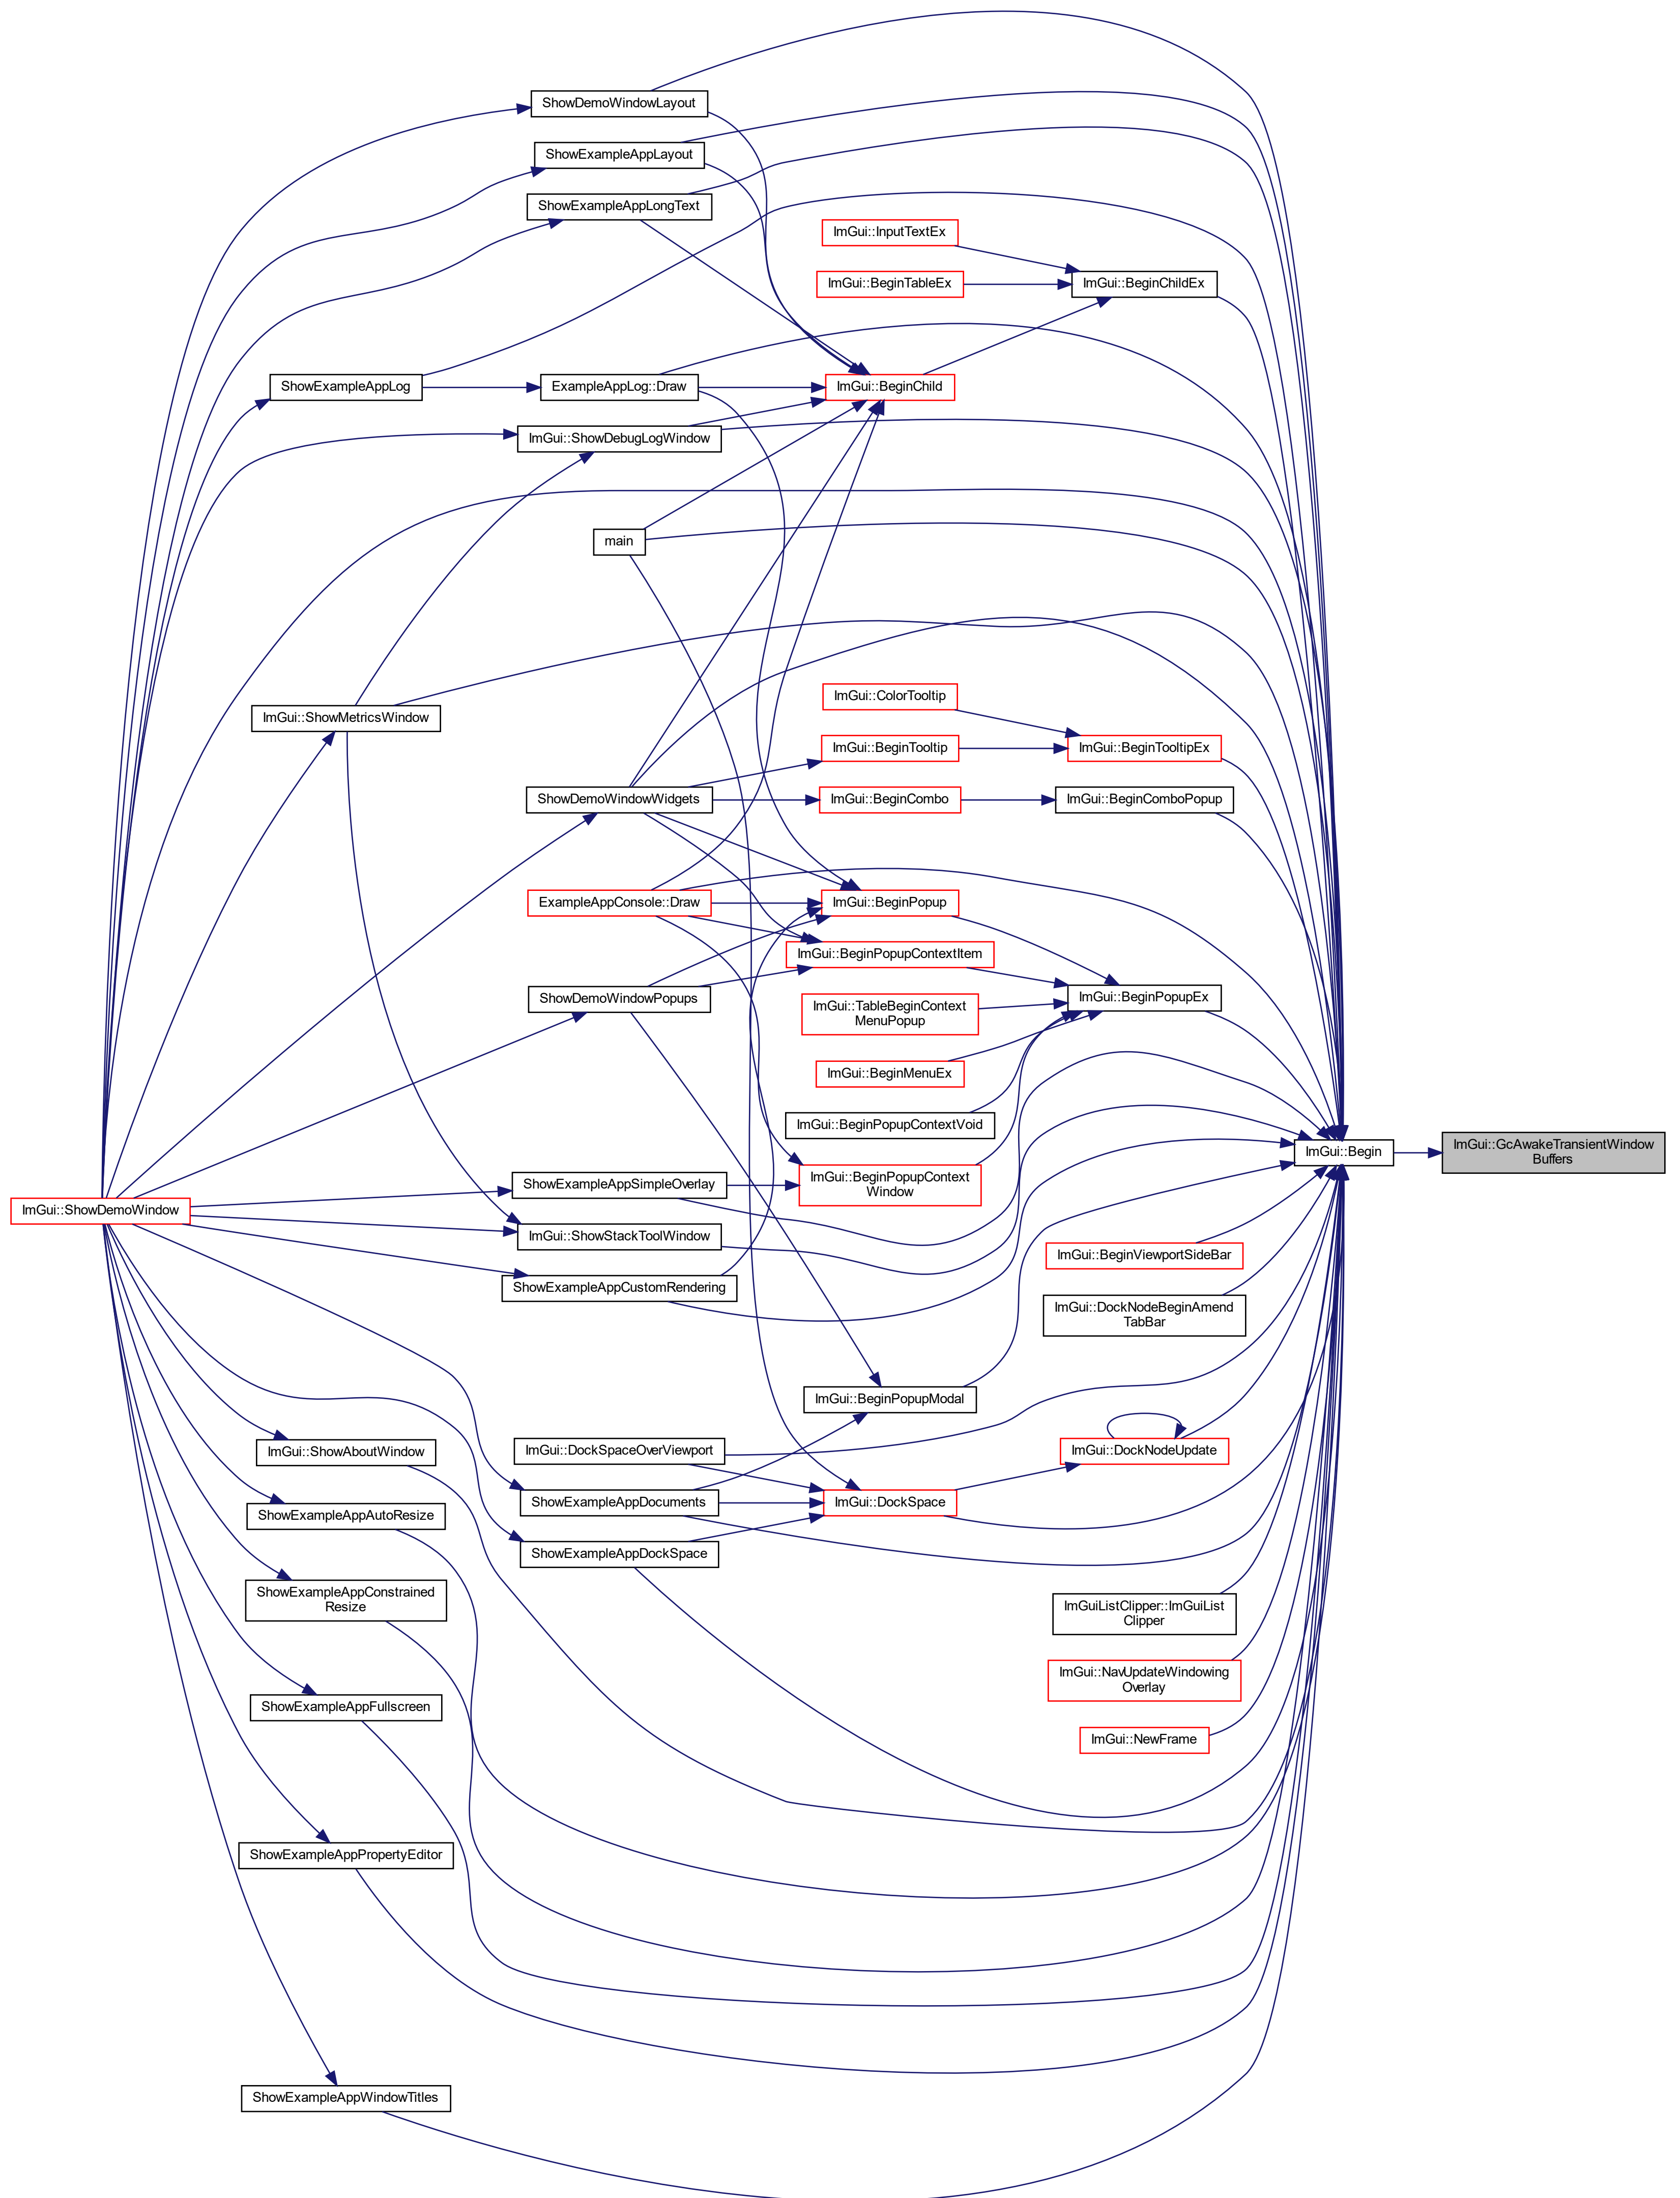 ShowDemoWindowLayout
ShowExampleAppLayout
ShowExampleAppLongText
ImGui::InputTextEx
ImGui::BeginTableEx
ImGui::BeginChildEx
ShowExampleAppLog
ExampleAppLog::Draw
ImGui::BeginChild
ImGui::ShowDebugLogWindow
main
ImGui::ColorTooltip
ImGui::ShowMetricsWindow
ImGui::BeginTooltip
ImGui::BeginTooltipEx
ShowDemoWindowWidgets
ImGui::BeginCombo
ImGui::BeginComboPopup
ExampleAppConsole::Draw
ImGui::BeginPopup
ImGui::BeginPopupContextItem
ShowDemoWindowPopups
ImGui::TableBeginContext
MenuPopup
ImGui::BeginPopupEx
ImGui::BeginMenuEx
ImGui::BeginPopupContextVoid
ImGui::Begin
ImGui::GcAwakeTransientWindow
Buffers
ShowExampleAppSimpleOverlay
ImGui::BeginPopupContext
Window
ImGui::ShowDemoWindow
ImGui::ShowStackToolWindow
ImGui::BeginViewportSideBar
ShowExampleAppCustomRendering
ImGui::DockNodeBeginAmend
TabBar
ImGui::BeginPopupModal
ImGui::ShowAboutWindow
ImGui::DockSpaceOverViewport
ImGui::DockNodeUpdate
ShowExampleAppAutoResize
ShowExampleAppDocuments
ImGui::DockSpace
ShowExampleAppDockSpace
ShowExampleAppConstrained
Resize
ImGuiListClipper::ImGuiList
Clipper
ImGui::NavUpdateWindowing
Overlay
ShowExampleAppFullscreen
ImGui::NewFrame
ShowExampleAppPropertyEditor
ShowExampleAppWindowTitles